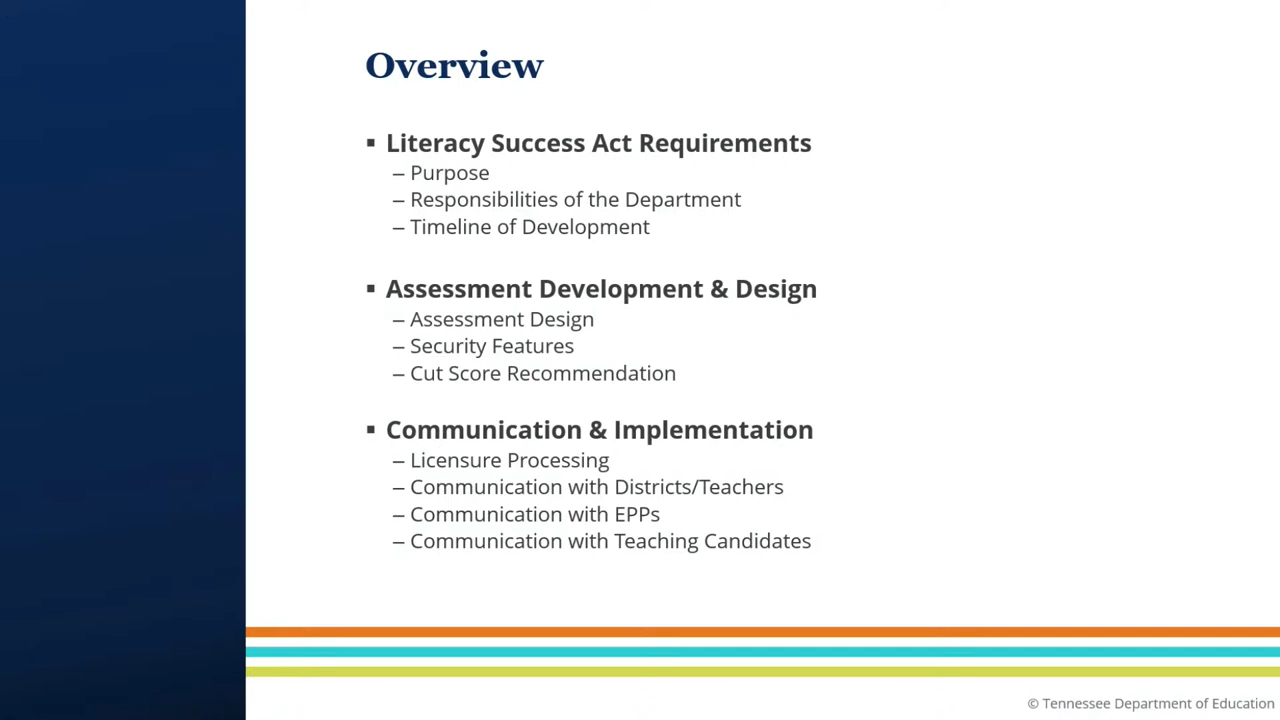 Overview
▪ Literacy Success Act Requirements
– Purpose
– Responsibilities of the Department
– Timeline of Development
▪ Assessment Development & Design
– Assessment Design
– Security Features
– Cut Score Recommendation
▪ Communication & Implementation
– Licensure Processing
– Communication with Districts/Teachers
– Communication with EPPs
– Communication with Teaching Candidates
© Tennessee Department of Education